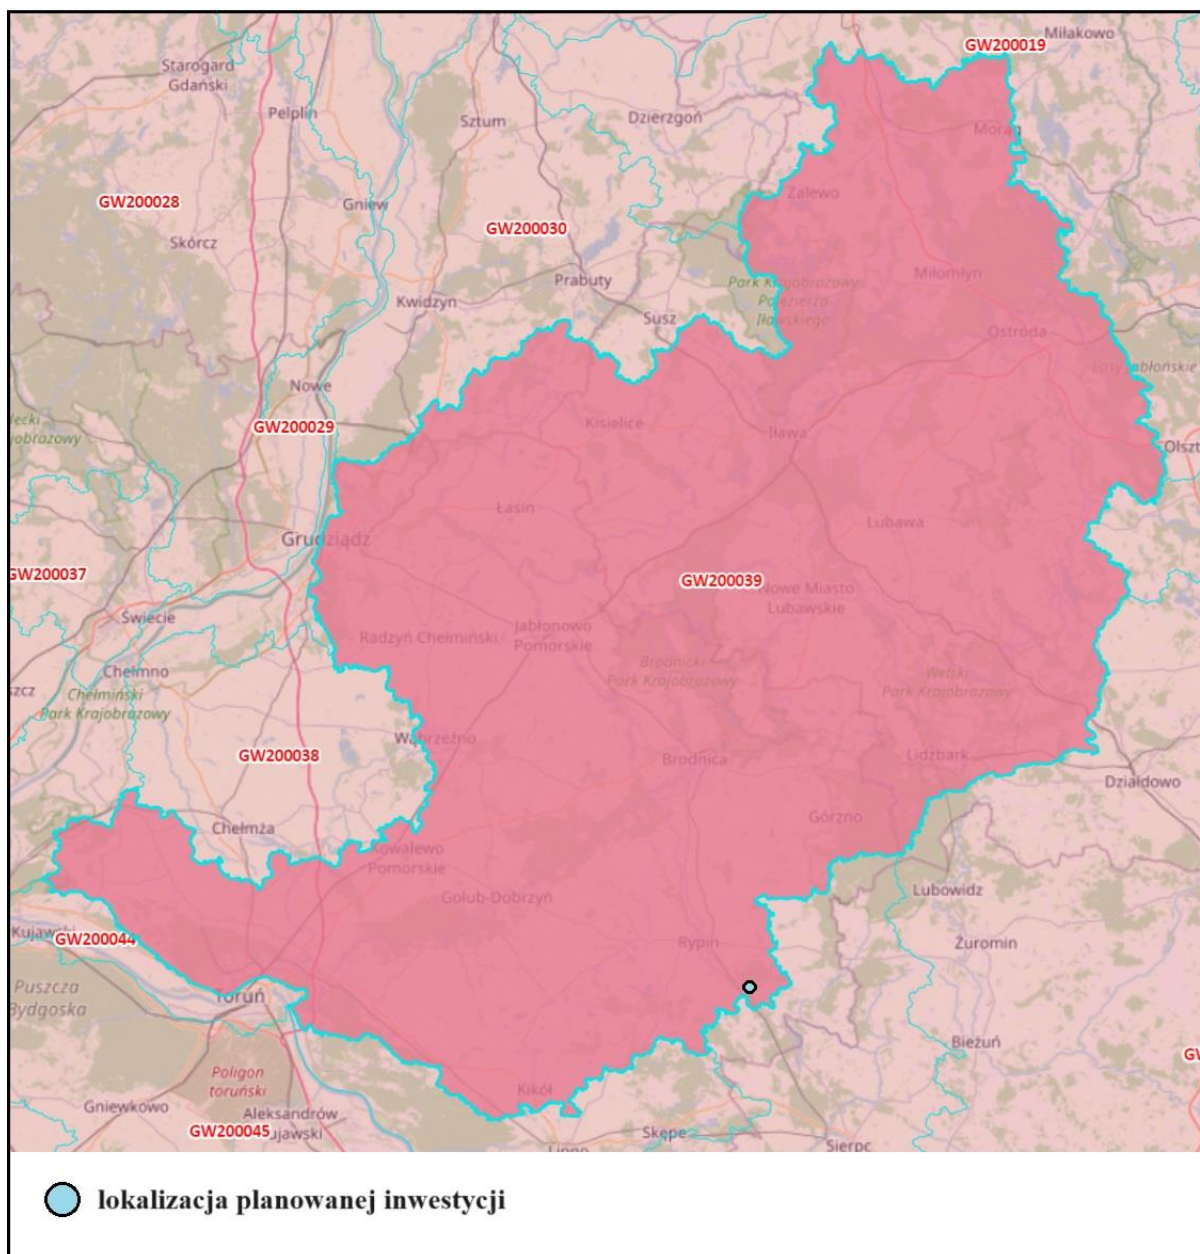 Miłakowo
GW200019
Starogard
Gdański
Pelplin
Sztum
Dzierzgoń
Morąg
Zalewo
GW200028
Gniew
GW200030
Skórcz
Prabuty
Miłomłyn
Park Krajobrazowy
Pojezierza
Iławskiego
Kwidzyn
Susz
Ostróda
Nowe
GW200029
Kisielice
Iława
Olszt
Łasin
Lubawa
Grudziądz
GW200037
GW200039
Nowe Miasto
Lubawskie
Świecie
Radzyń Chełmiński
Jabłonowo
Pomorskie
Brodnicki
Park Krajobrazowy
Welski
Park Krajobrazowy
Chełmno
szcz
Chełmiński
Park Krajobrazowy
Wąbrzeźno
GW200038
Brodnica
Lidzbark
Działdowo
Chełmża
Górzno
Kowalewo
Pomorskie
Golub-Dobrzyń
Lubowidz
Kujawski
GW200044
Rypin
Żuromin
Puszcza
Bydgoska
Toruń
Bieżuń
Poligon
toruński
Kikół
Gniewkowo
Aleksandrów
GW200045
ujawski
Skępe
Sierpc
lokalizacja planowanej inwestycji